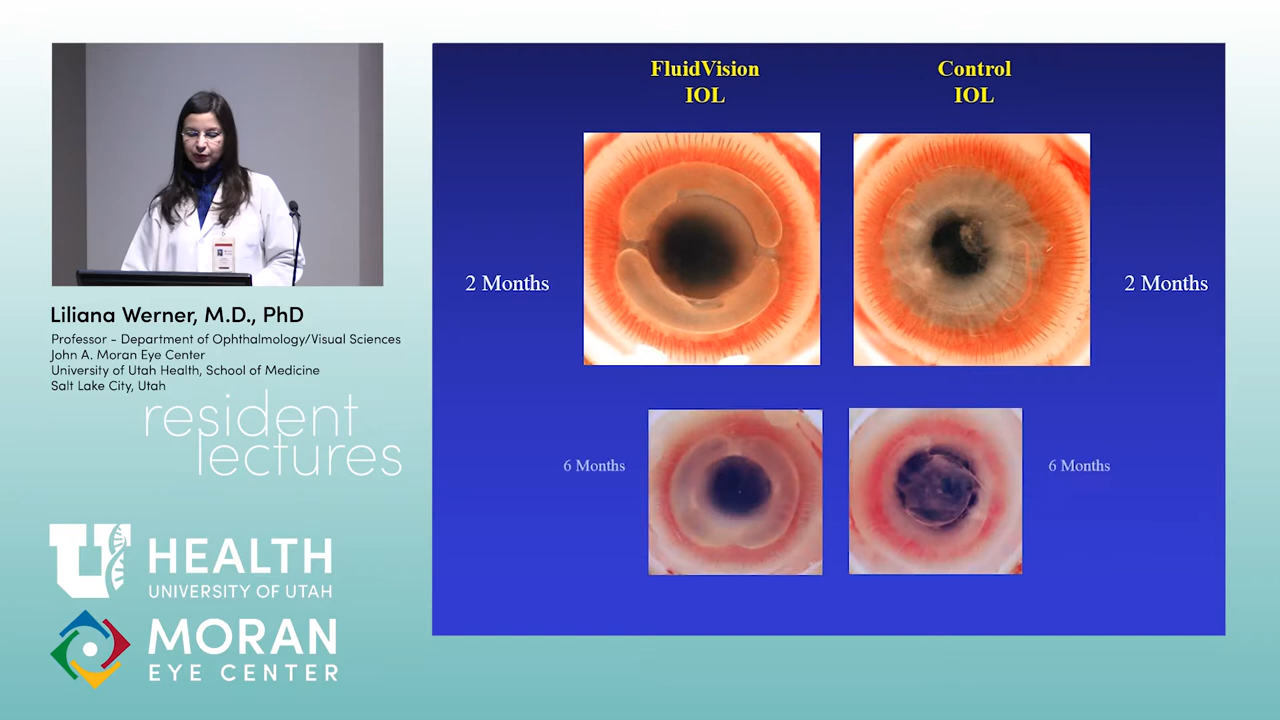 Liliana Werner, M.D., PhD
Professor - Department of Ophthalmology/Visual Sciences
John A. Moran Eye Center
University of Utah Health, School of Medicine
Salt Lake City, Utah
resident
lectures
U HEALTH
UNIVERSITY OF UTAH
MORAN
EYE CENTER
FluidVision
IOL
Control
IOL
2 Months
2 Months
6 Months
6 Months